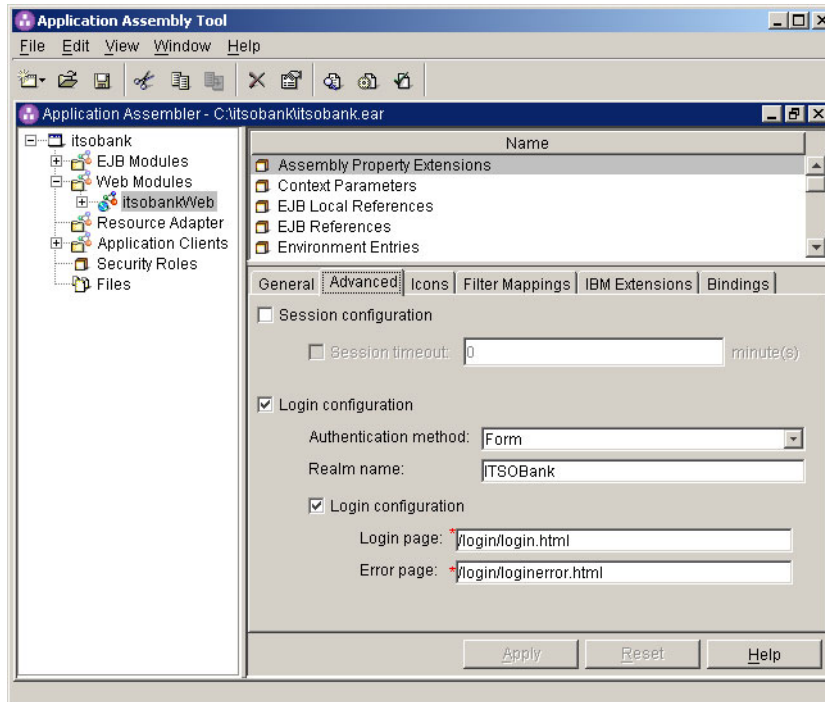 Application Assembly Tool
File Edit View Window Help
Application Assembler - C:\itsobank\itsobank.ear
itsobank
EJB Modules
Web Modules
itsobankWeb
Resource Adapter
Application Clients
Security Roles
Files
Name
Assembly Property Extensions
Context Parameters
EJB Local References
EJB References
Environment Entries
General Advanced Icons Filter Mappings IBM Extensions Bindings
Session configuration
Session timeout: 0 minute(s)
Login configuration
Authentication method: Form
Realm name: ITSOBank
Login configuration
Login page: */login/login.html
Error page: */login/loginerror.html
Apply Reset Help